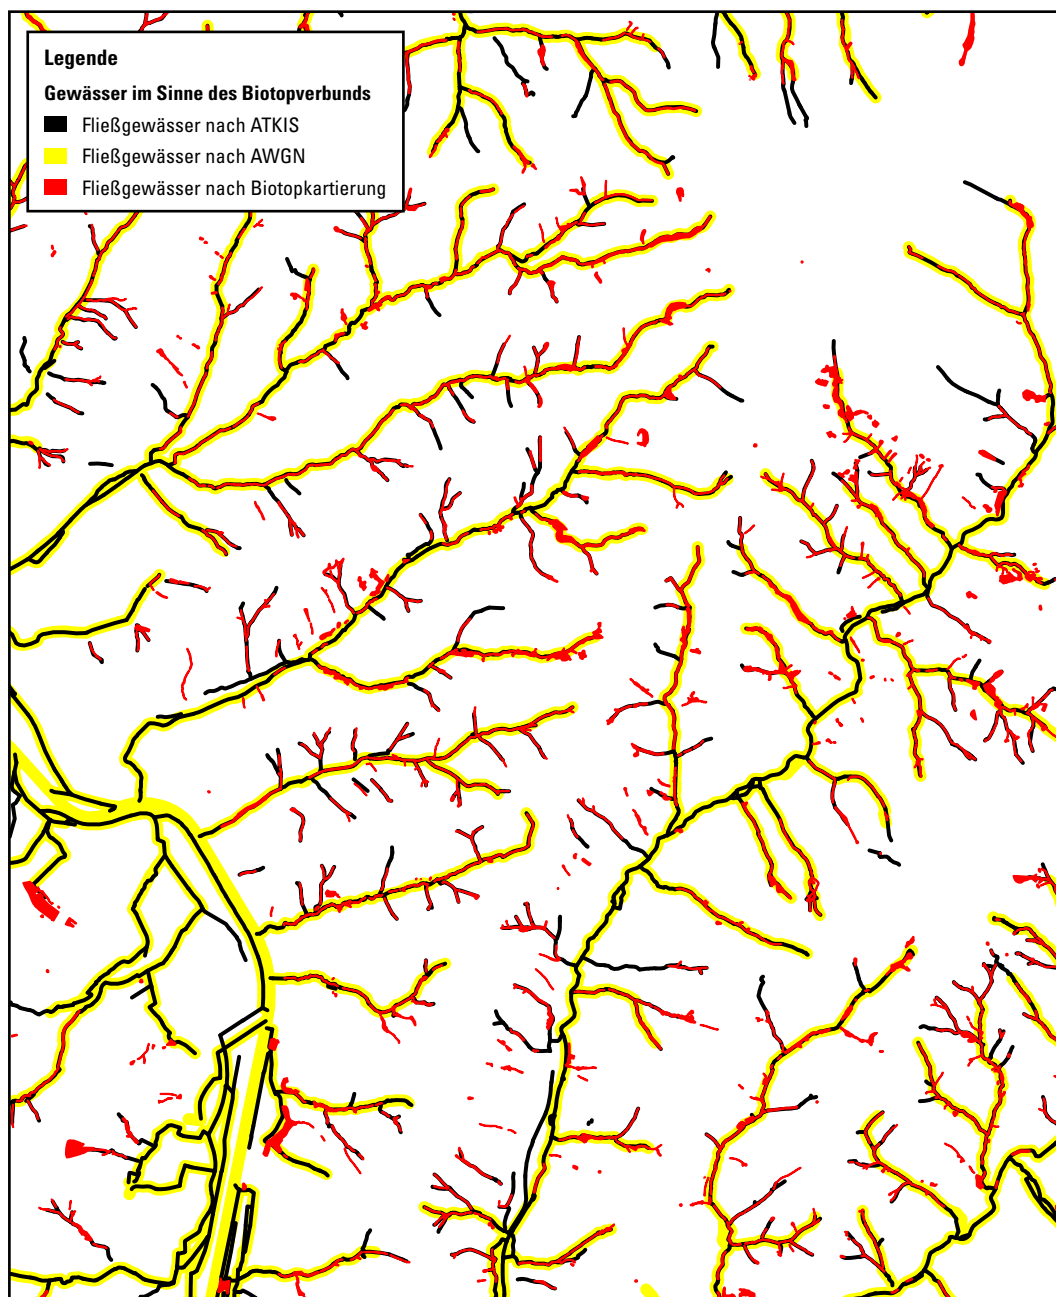 Legende
Gewässer im Sinne des Biotopverbunds
Fließgewässer nach ATKIS
Fließgewässer nach AWGN
Fließgewässer nach Biotopkartierung